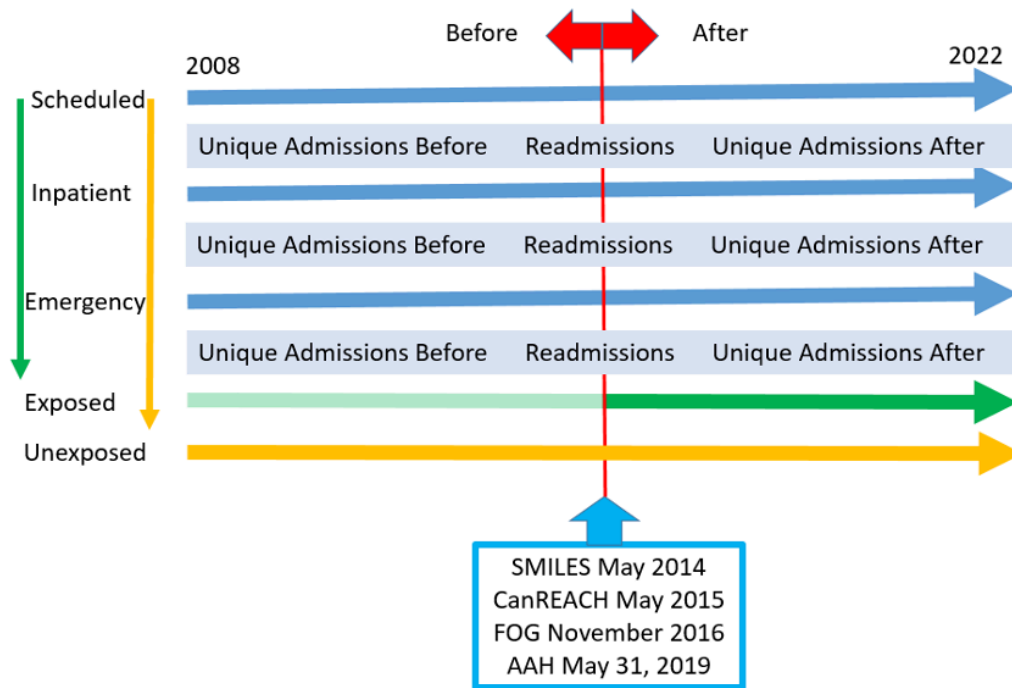 Before After
2008 2022
Scheduled
Unique Admissions Before Readmissions Unique Admissions After
Inpatient
Unique Admissions Before Readmissions Unique Admissions After
Emergency
Unique Admissions Before Readmissions Unique Admissions After
Exposed
Unexposed
SMILES May 2014
CanREACH May 2015
FOG November 2016
AAH May 31, 2019